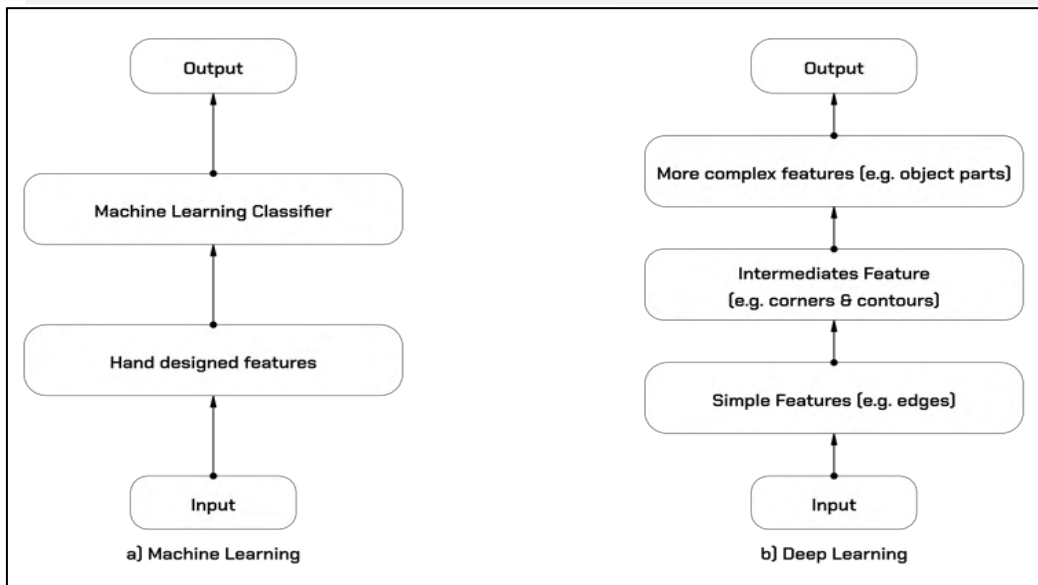 Output
Machine Learning Classifier
Hand designed features
Input
a) Machine Learning
Output
More complex features (e.g. object parts)
Intermediates Feature
(e.g. corners & contours)
Simple Features (e.g. edges)
Input
b) Deep Learning